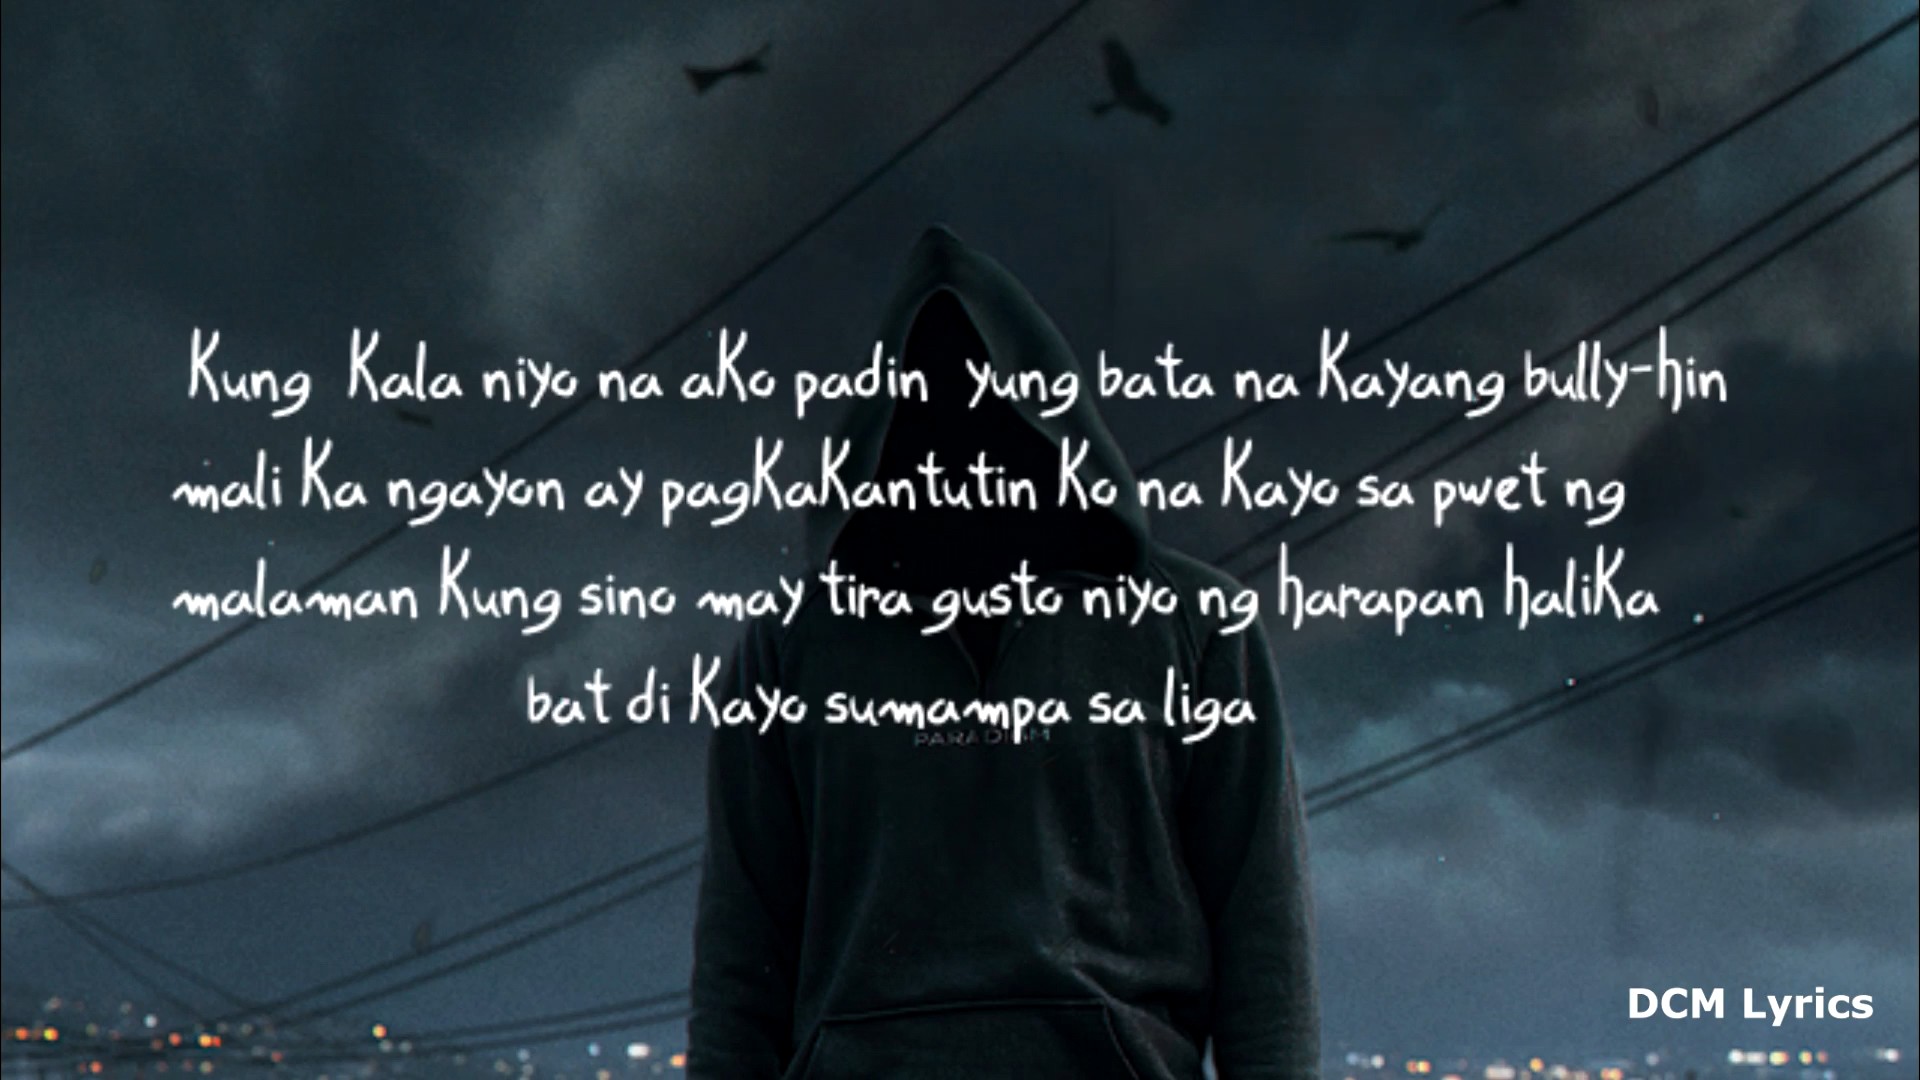 Kung Kala niyo na aKo padin yung bata na Kayang bully-hin
mali Ka ngayon ay pagKaKantutin Ko na Kayo sa pwet ng
malaman Kung sino may tira gusto niyo ng harapan haliKa
bat di Kayo sumampa sa liga
PARADIGM
DCM Lyrics